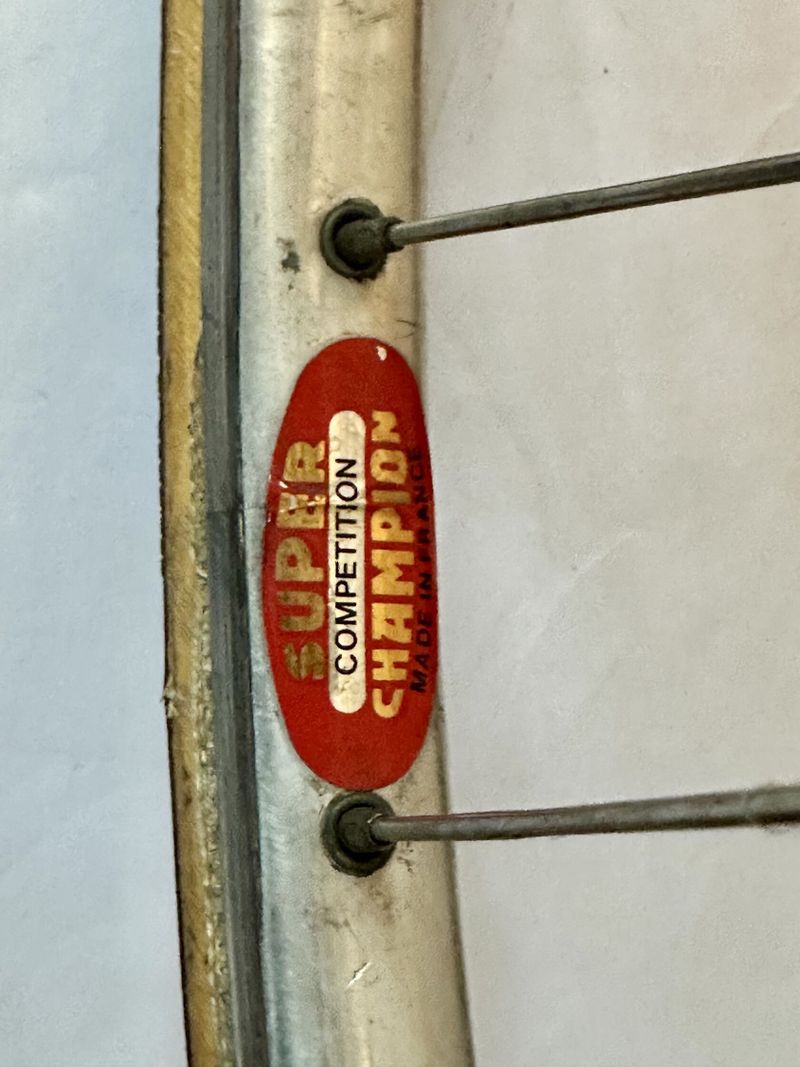 SUPER
COMPETITION
CHAMPION
MADE IN FRANCE